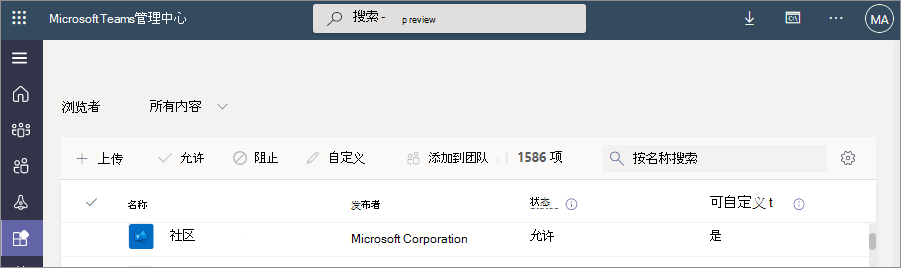 Microsoft Teams管理中心 搜索 - preview MA
浏览者 所有内容
上传 允许 阻止 自定义 添加到团队 1586 项 按名称搜索
名称 发布者 状态 可自定义 t
社区 Microsoft Corporation 允许 是